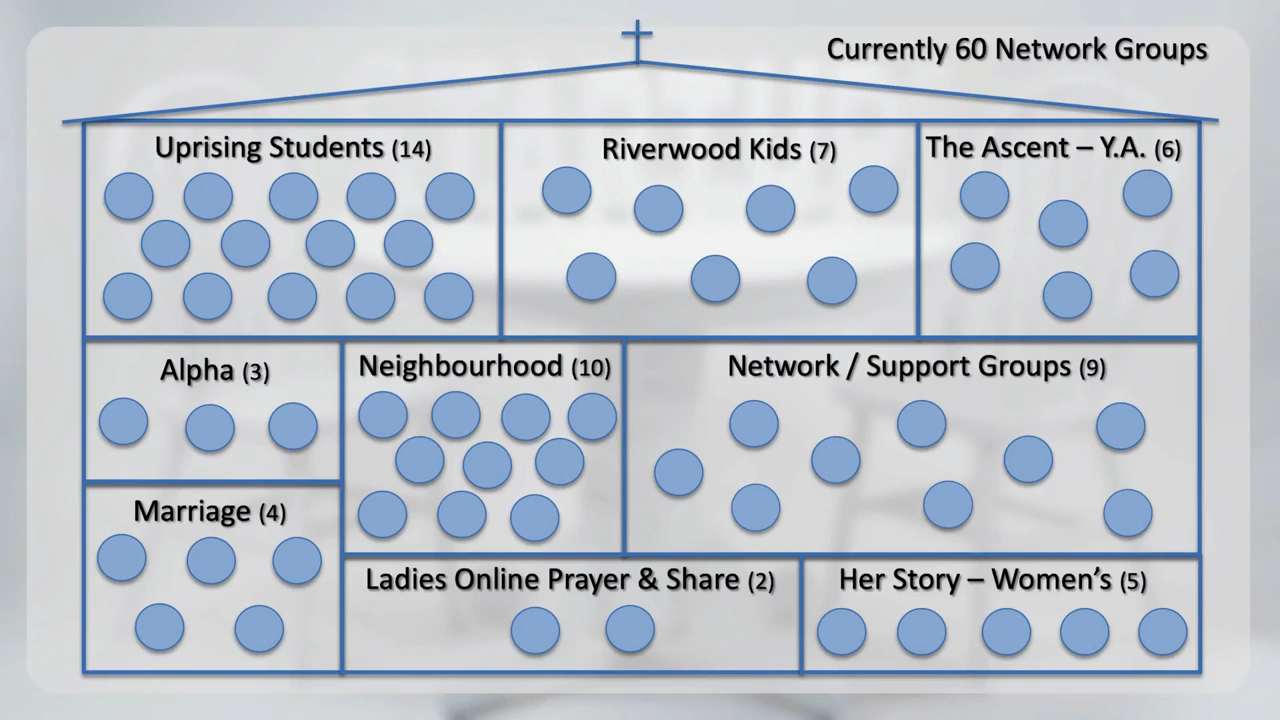 Currently 60 Network Groups
Uprising Students (14)
Riverwood Kids (7)
The Ascent – Y.A. (6)
Alpha (3)
Neighbourhood (10)
Network / Support Groups (9)
Marriage (4)
Ladies Online Prayer & Share (2)
Her Story – Women’s (5)